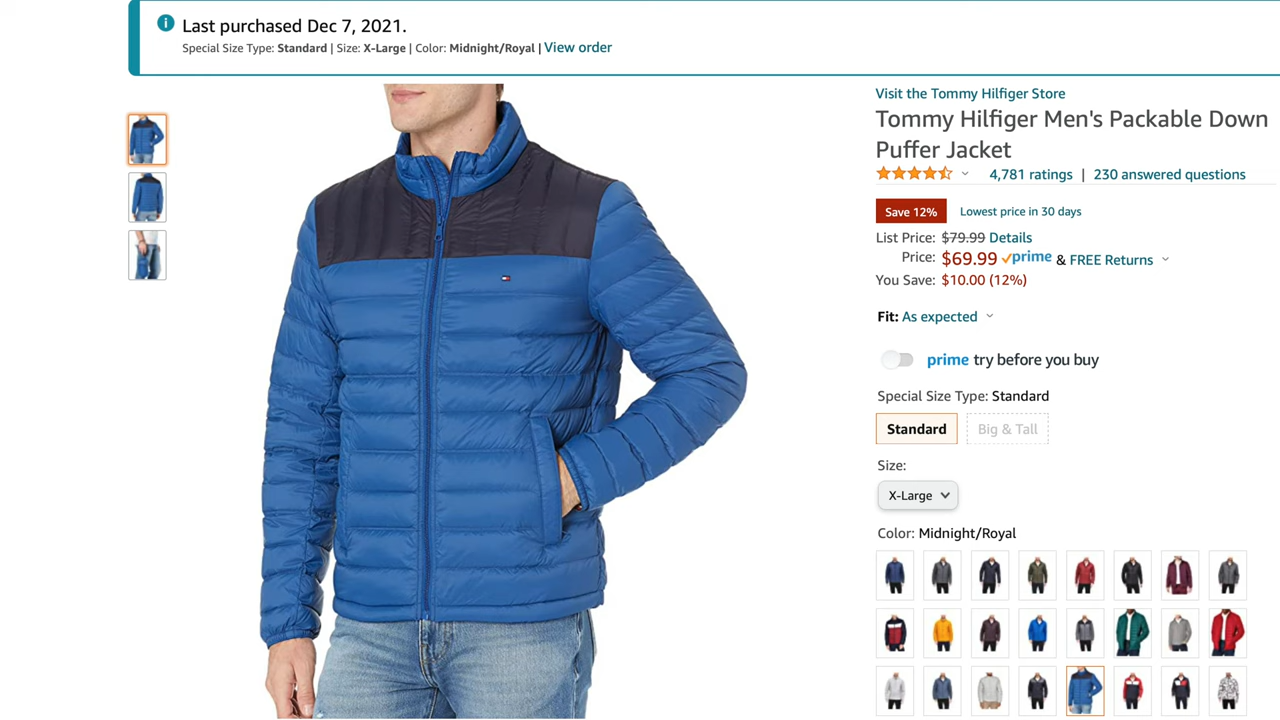 Last purchased Dec 7, 2021.
Special Size Type: Standard | Size: X-Large | Color: Midnight/Royal | View order
Visit the Tommy Hilfiger Store
Tommy Hilfiger Men's Packable Down
Puffer Jacket
4,781 ratings | 230 answered questions
Save 12% Lowest price in 30 days
List Price: $79.99 Details
Price: $69.99 prime & FREE Returns
You Save: $10.00 (12%)
Fit: As expected
prime try before you buy
Special Size Type: Standard
Standard Big & Tall
Size:
X-Large
Color: Midnight/Royal